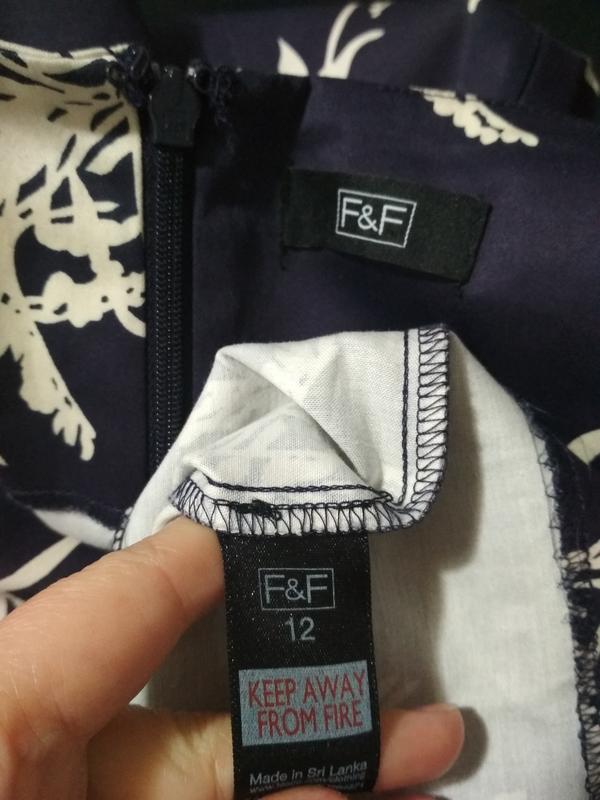 F&F
F&F
12
KEEP AWAY
FROM FIRE
Made in Sri Lanka